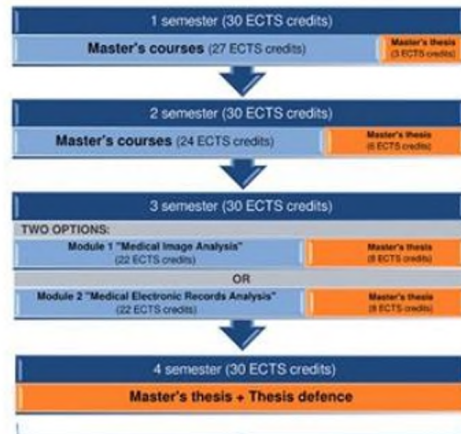 1 semester (30 ECTS credits)
Master's courses (27 ECTS credits)
Master's thesis
(3 ECTS credits)
2 semester (30 ECTS credits)
Master's courses (24 ECTS credits)
Master's thesis
(6 ECTS credits)
3 semester (30 ECTS credits)
TWO OPTIONS:
Module 1 "Medical Image Analysis"
(22 ECTS credits)
Master's thesis
(8 ECTS credits)
OR
Module 2 "Medical Electronic Records Analysis"
(22 ECTS credits)
Master's thesis
(8 ECTS credits)
4 semester (30 ECTS credits)
Master's thesis + Thesis defence